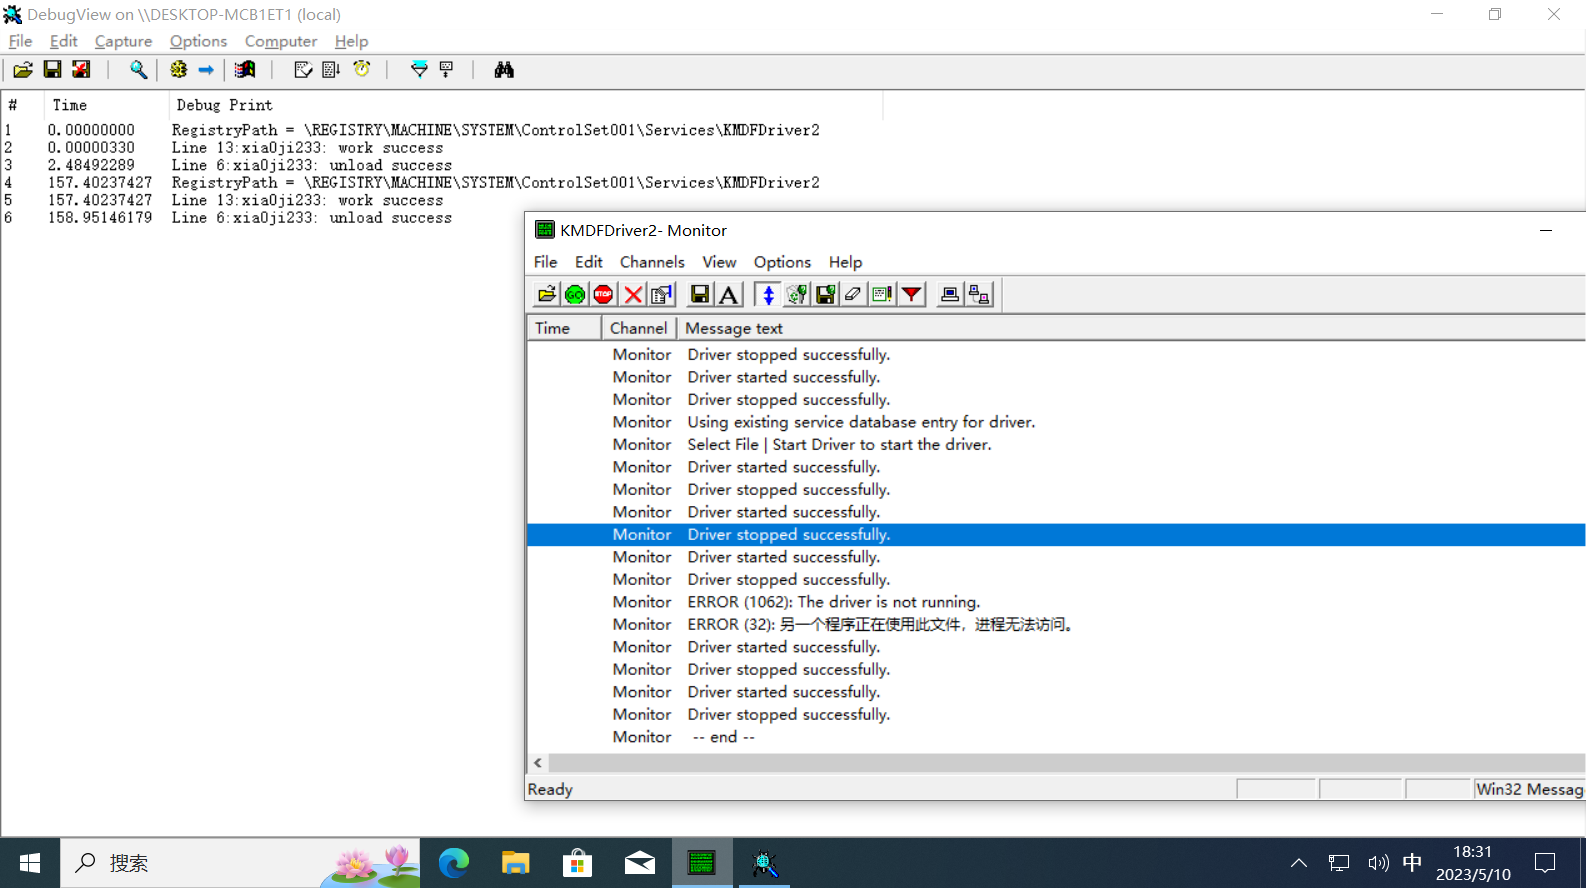 DebugView on \\DESKTOP-MCB1ET1 (local)
File Edit Capture Options Computer Help
# Time Debug Print
1 0.00000000 RegistryPath = \REGISTRY\MACHINE\SYSTEM\ControlSet001\Services\KMDFDriver2
2 0.00000330 Line 13:xia0ji233: work success
3 2.48492289 Line 6:xia0ji233: unload success
4 157.40237427 RegistryPath = \REGISTRY\MACHINE\SYSTEM\ControlSet001\Services\KMDFDriver2
5 157.40237427 Line 13:xia0ji233: work success
6 158.95146179 Line 6:xia0ji233: unload success
KMDFDriver2- Monitor
File Edit Channels View Options Help
GO STOP A
Time Channel Message text
Monitor Driver stopped successfully.
Monitor Driver started successfully.
Monitor Driver stopped successfully.
Monitor Using existing service database entry for driver.
Monitor Select File | Start Driver to start the driver.
Monitor Driver started successfully.
Monitor Driver stopped successfully.
Monitor Driver started successfully.
Monitor Driver stopped successfully.
Monitor Driver started successfully.
Monitor Driver stopped successfully.
Monitor ERROR (1062): The driver is not running.
Monitor ERROR (32): 另一个程序正在使用此文件，进程无法访问。
Monitor Driver started successfully.
Monitor Driver stopped successfully.
Monitor Driver started successfully.
Monitor Driver stopped successfully.
Monitor -- end --
Ready Win32 Messag
搜索 中 18:31
2023/5/10